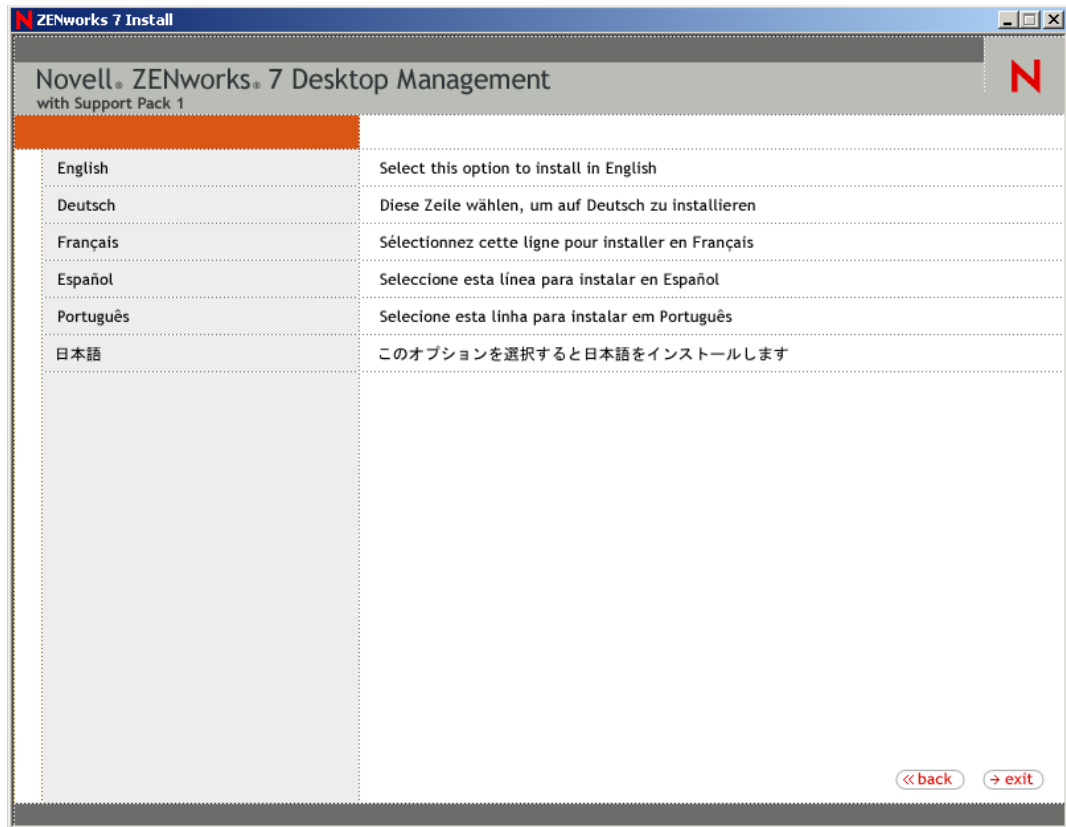 ZENworks 7 Install
Novell® ZENworks® 7 Desktop Management
with Support Pack 1
N
English Select this option to install in English
Deutsch Diese Zeile wählen, um auf Deutsch zu installieren
Français Sélectionnez cette ligne pour installer en Français
Español Seleccione esta línea para instalar en Español
Português Selecione esta linha para instalar em Português
日本語 このオプションを選択すると日本語をインストールします
back exit